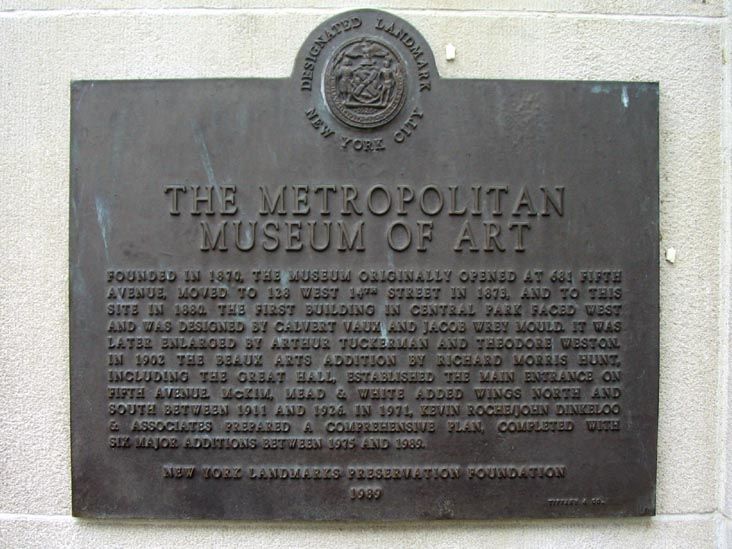 DESIGNATED LANDMARK
NEW YORK CITY
THE METROPOLITAN
MUSEUM OF ART
FOUNDED IN 1870, THE MUSEUM ORIGINALLY OPENED AT 681 FIFTH
AVENUE, MOVED TO 128 WEST 14TH STREET IN 1873, AND TO THIS
SITE IN 1880. THE FIRST BUILDING IN CENTRAL PARK FACED WEST
AND WAS DESIGNED BY CALVERT VAUX AND JACOB WREY MOULD. IT WAS
LATER ENLARGED BY ARTHUR TUCKERMAN AND THEODORE WESTON.
IN 1902 THE BEAUX ARTS ADDITION BY RICHARD MORRIS HUNT,
INCLUDING THE GREAT HALL, ESTABLISHED THE MAIN ENTRANCE ON
FIFTH AVENUE. MCKIM, MEAD & WHITE ADDED WINGS NORTH AND
SOUTH BETWEEN 1911 AND 1926. IN 1971, KEVIN ROCHE/JOHN DINKELOO
& ASSOCIATES PREPARED A COMPREHENSIVE PLAN, COMPLETED WITH
SIX MAJOR ADDITIONS BETWEEN 1975 AND 1989.
NEW YORK LANDMARKS PRESERVATION FOUNDATION
1989
TIFFANY & CO.